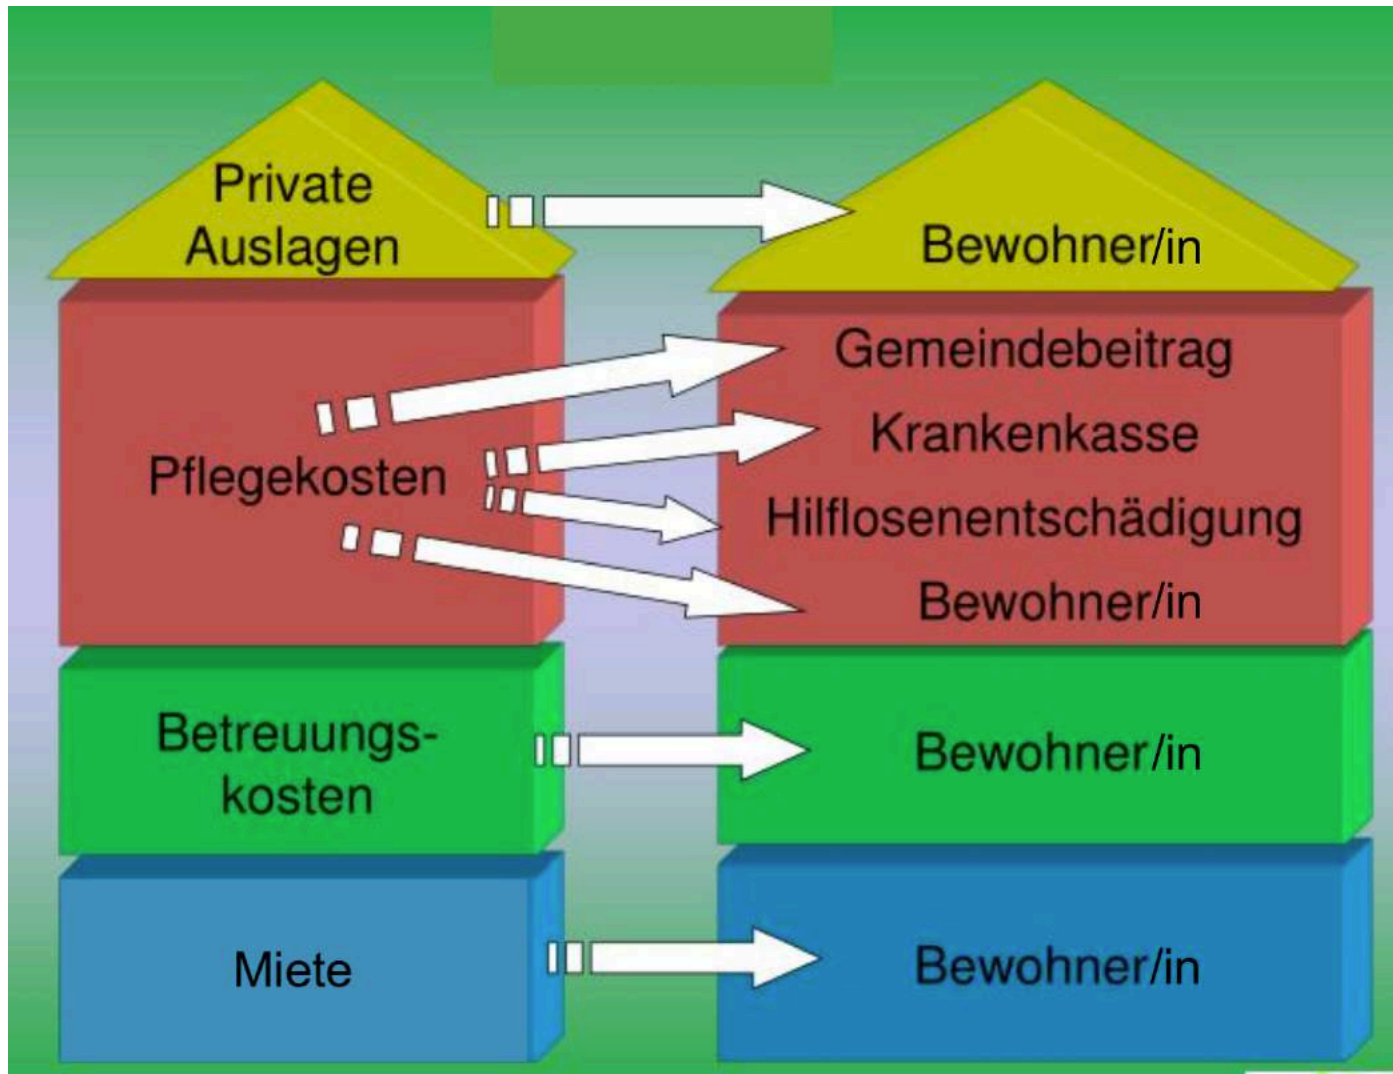 Private
Auslagen
Bewohner/in
Gemeindebeitrag
Krankenkasse
Pflegekosten
Hilflosenentschädigung
Bewohner/in
Betreuungs-
kosten
Bewohner/in
Miete
Bewohner/in